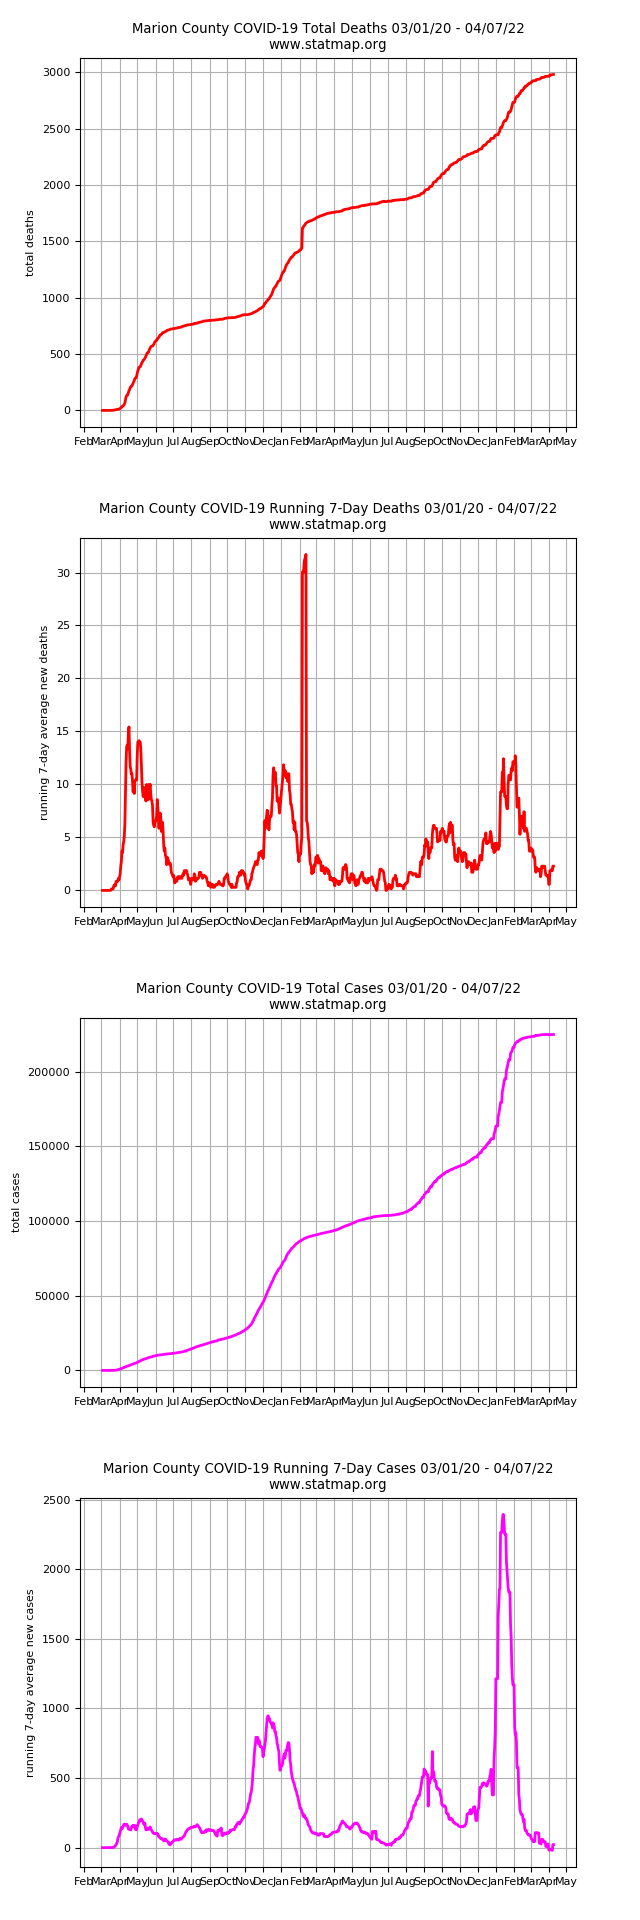 Marion County COVID-19 Total Deaths 03/01/20 - 04/07/22
www.statmap.org
total deaths
3000
2500
2000
1500
1000
500
0
Feb Mar Apr May Jun Jul Aug Sep Oct Nov Dec Jan Feb Mar Apr May Jun Jul Aug Sep Oct Nov Dec Jan Feb Mar Apr May
Marion County COVID-19 Running 7-Day Deaths 03/01/20 - 04/07/22
www.statmap.org
running 7-day average new deaths
30
25
20
15
10
5
0
Feb Mar Apr May Jun Jul Aug Sep Oct Nov Dec Jan Feb Mar Apr May Jun Jul Aug Sep Oct Nov Dec Jan Feb Mar Apr May
Marion County COVID-19 Total Cases 03/01/20 - 04/07/22
www.statmap.org
total cases
200000
150000
100000
50000
0
Feb Mar Apr May Jun Jul Aug Sep Oct Nov Dec Jan Feb Mar Apr May Jun Jul Aug Sep Oct Nov Dec Jan Feb Mar Apr May
Marion County COVID-19 Running 7-Day Cases 03/01/20 - 04/07/22
www.statmap.org
running 7-day average new cases
2500
2000
1500
1000
500
0
Feb Mar Apr May Jun Jul Aug Sep Oct Nov Dec Jan Feb Mar Apr May Jun Jul Aug Sep Oct Nov Dec Jan Feb Mar Apr May